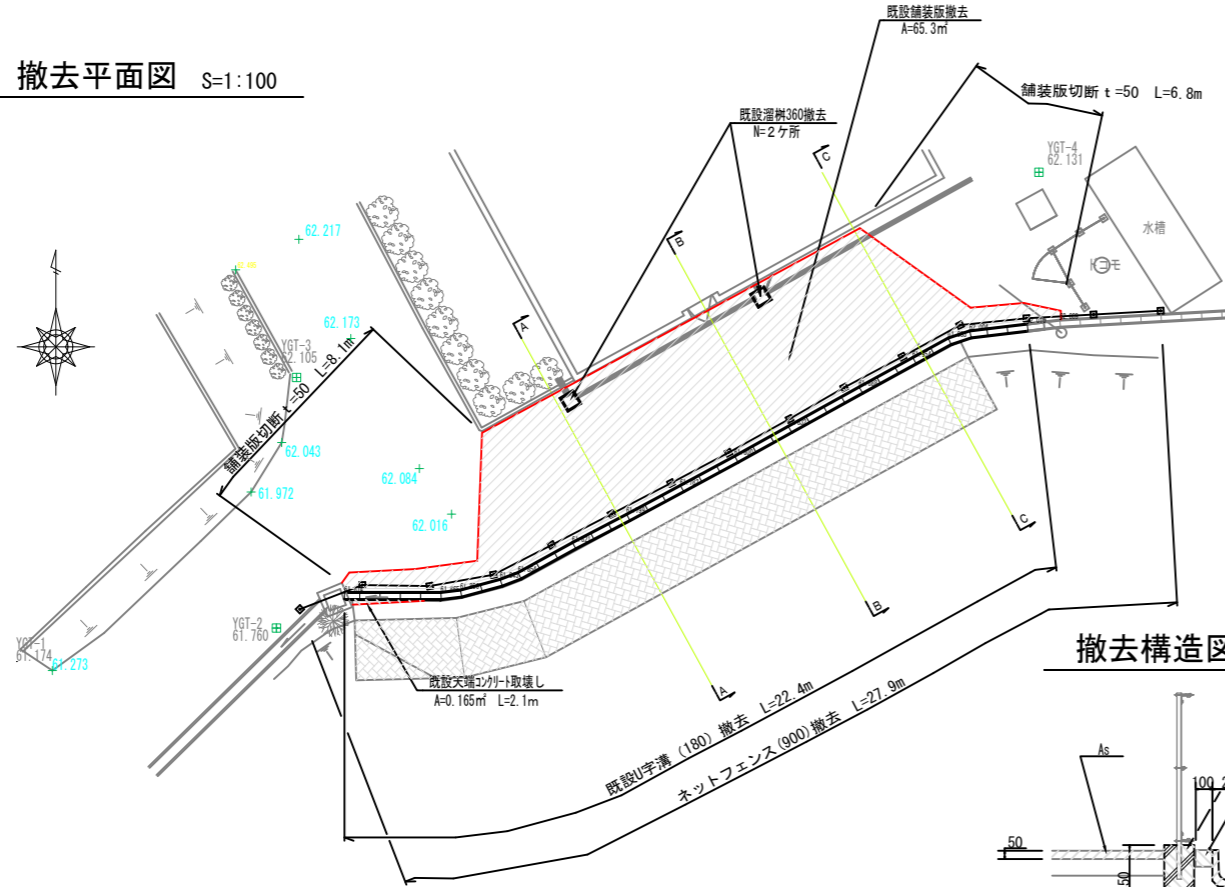 撤去平面図 S=1:100
既設舗装版撤去
A=65.3㎡
舗装版切断 t=50 L=6.8m
既設溜桝360撤去
N=2ケ所
YGT-4
62.131
水槽
C
B
A
62.217
62.173
YGT-3
62.105
舗装版切断 t=50 L=8.1m
62.043
62.084
61.972
62.016
YGT-2
61.760
YGT-1
61.174
61.273
既設天端コンクリート取壊し
A=0.165㎡ L=2.1m
C
B
A
既設U字溝(180)撤去 L=22.4m
ネットフェンス(900)撤去 L=27.9m
撤去構造図
As
100
50
50